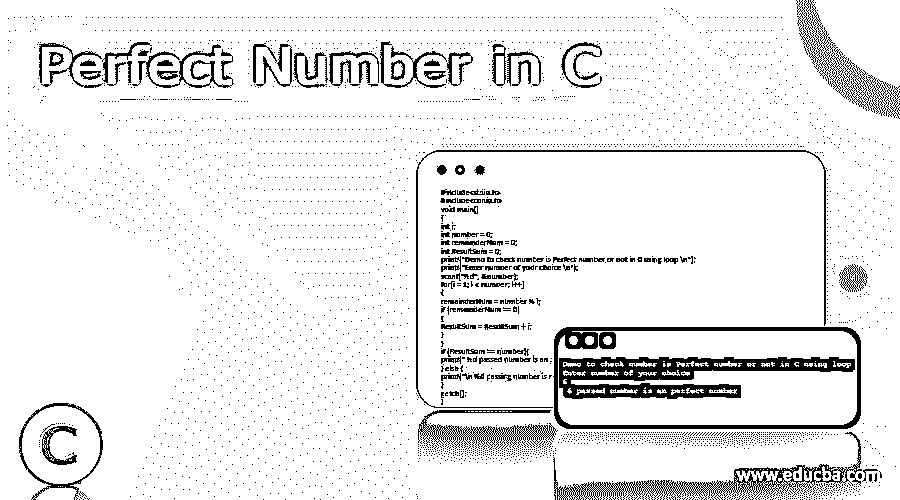 Perfect Number in C
#include<stdio.h>
#include<conio.h>
void main()
{
int i;
int number = 0;
int remainderNum = 0;
int ResultSum = 0;
printf("Demo to check number is Perfect number or not in C using loop \n");
printf("Enter number of your choice \n");
scanf("%d", &number);
for(i = 1; i < number; i++)
{
remainderNum = number % i;
if (remainderNum == 0)
{
ResultSum = ResultSum + i;
}
}
if (ResultSum == number){
printf(" %d passed number is an
} else {
printf("\n %d passing number is
getch();
}
Demo to check number is Perfect number or not in C using loop
Enter number of your choice
6 passed number is an perfect number
C
www.educba.com